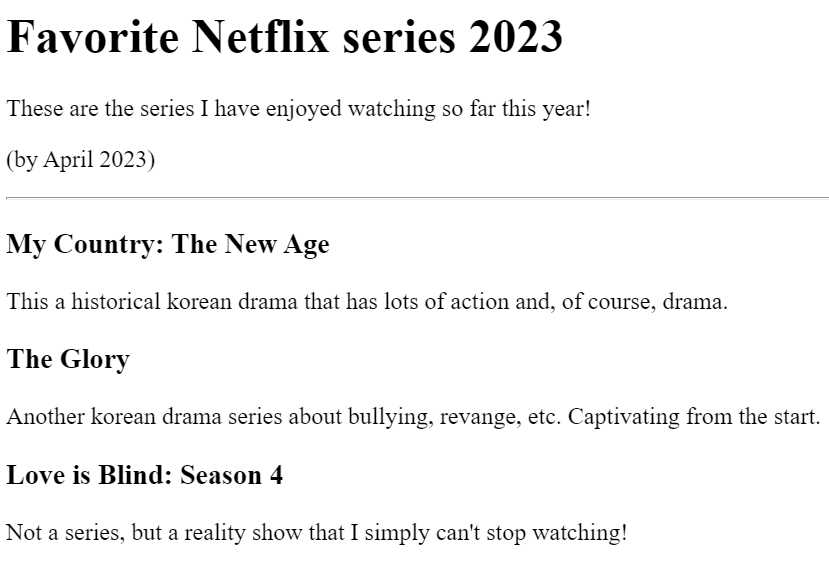 Favorite Netflix series 2023
These are the series I have enjoyed watching so far this year!
(by April 2023)
My Country: The New Age
This a historical korean drama that has lots of action and, of course, drama.
The Glory
Another korean drama series about bullying, revange, etc. Captivating from the start.
Love is Blind: Season 4
Not a series, but a reality show that I simply can't stop watching!